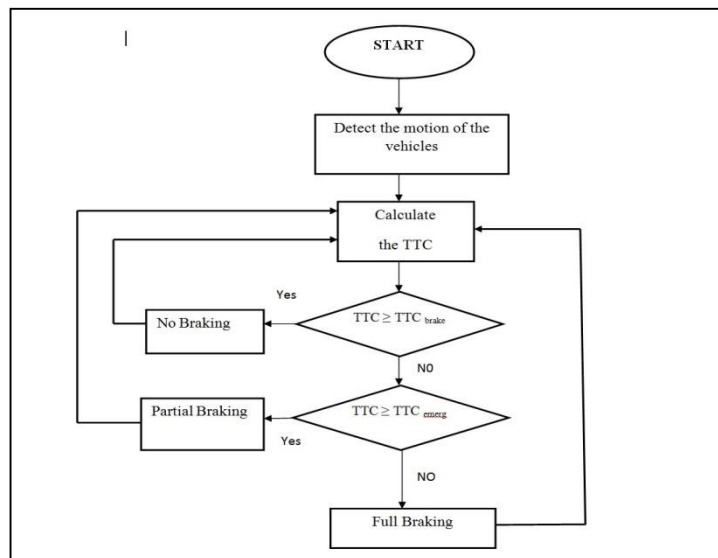 START
Detect the motion of the
vehicles
Calculate
the TTC
Yes
TTC ≥ TTC brake
No Braking
N0
TTC ≥ TTC emerg
Partial Braking
Yes
NO
Full Braking